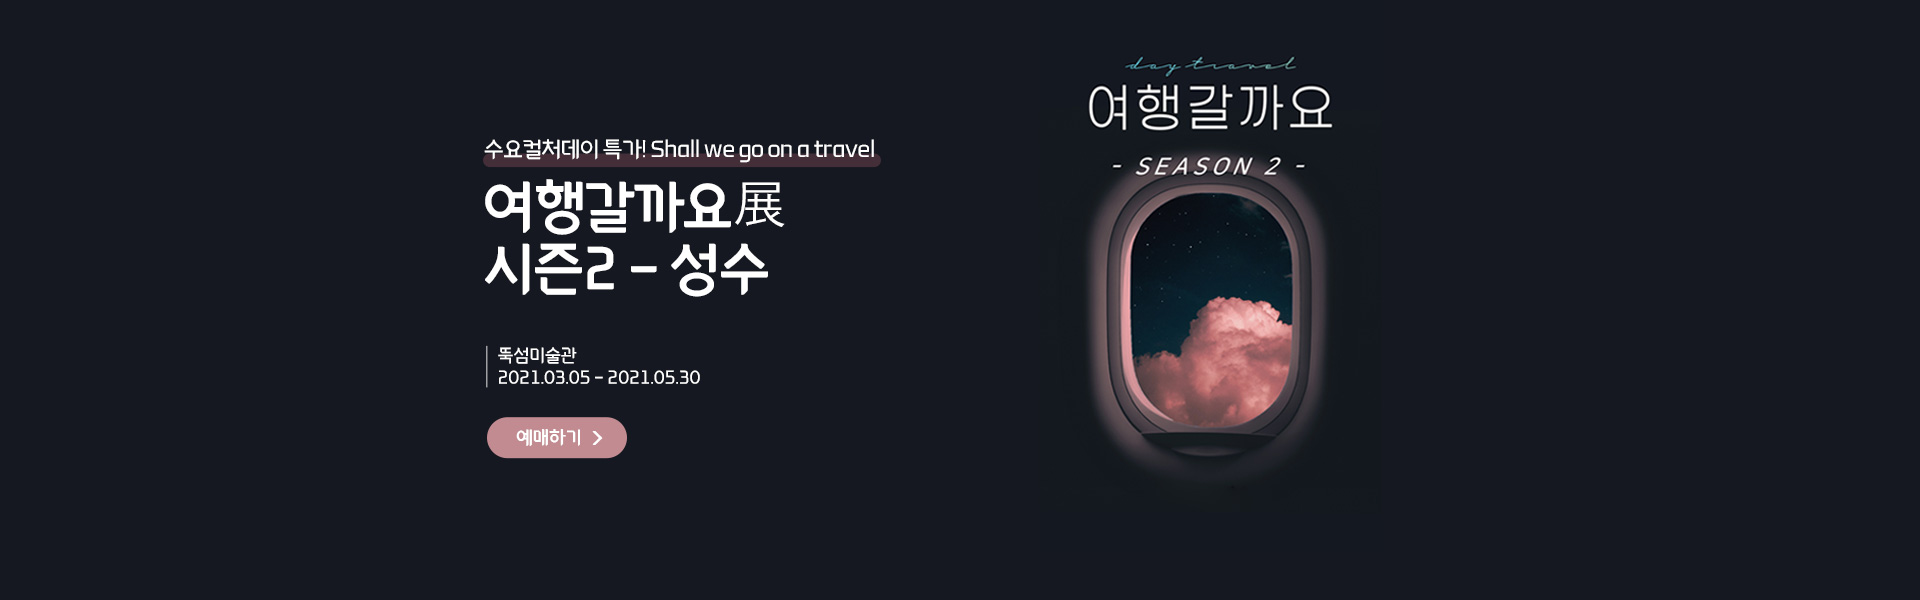 수요컬처데이 특가! Shall we go on a travel
여행갈까요展
시즌2 - 성수
뚝섬미술관
2021.03.05 - 2021.05.30
예매하기 >
day travel
여행갈까요
- SEASON 2 -